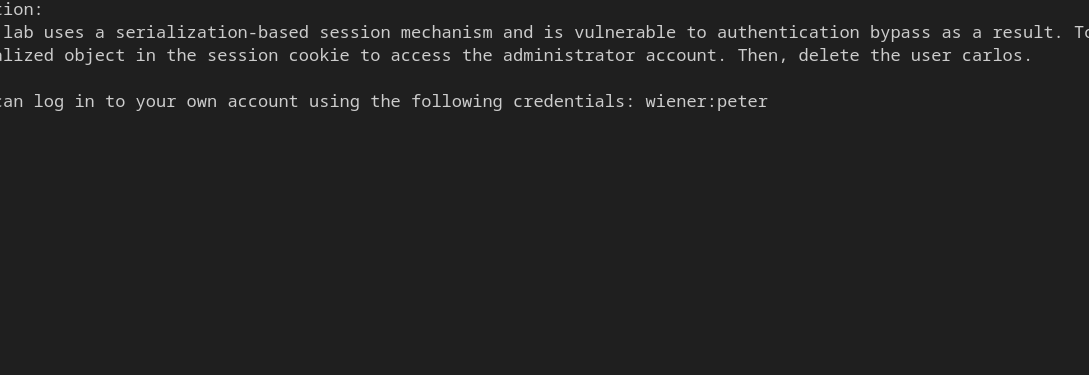 tion:
lab uses a serialization-based session mechanism and is vulnerable to authentication bypass as a result. To
alized object in the session cookie to access the administrator account. Then, delete the user carlos.
can log in to your own account using the following credentials: wiener:peter